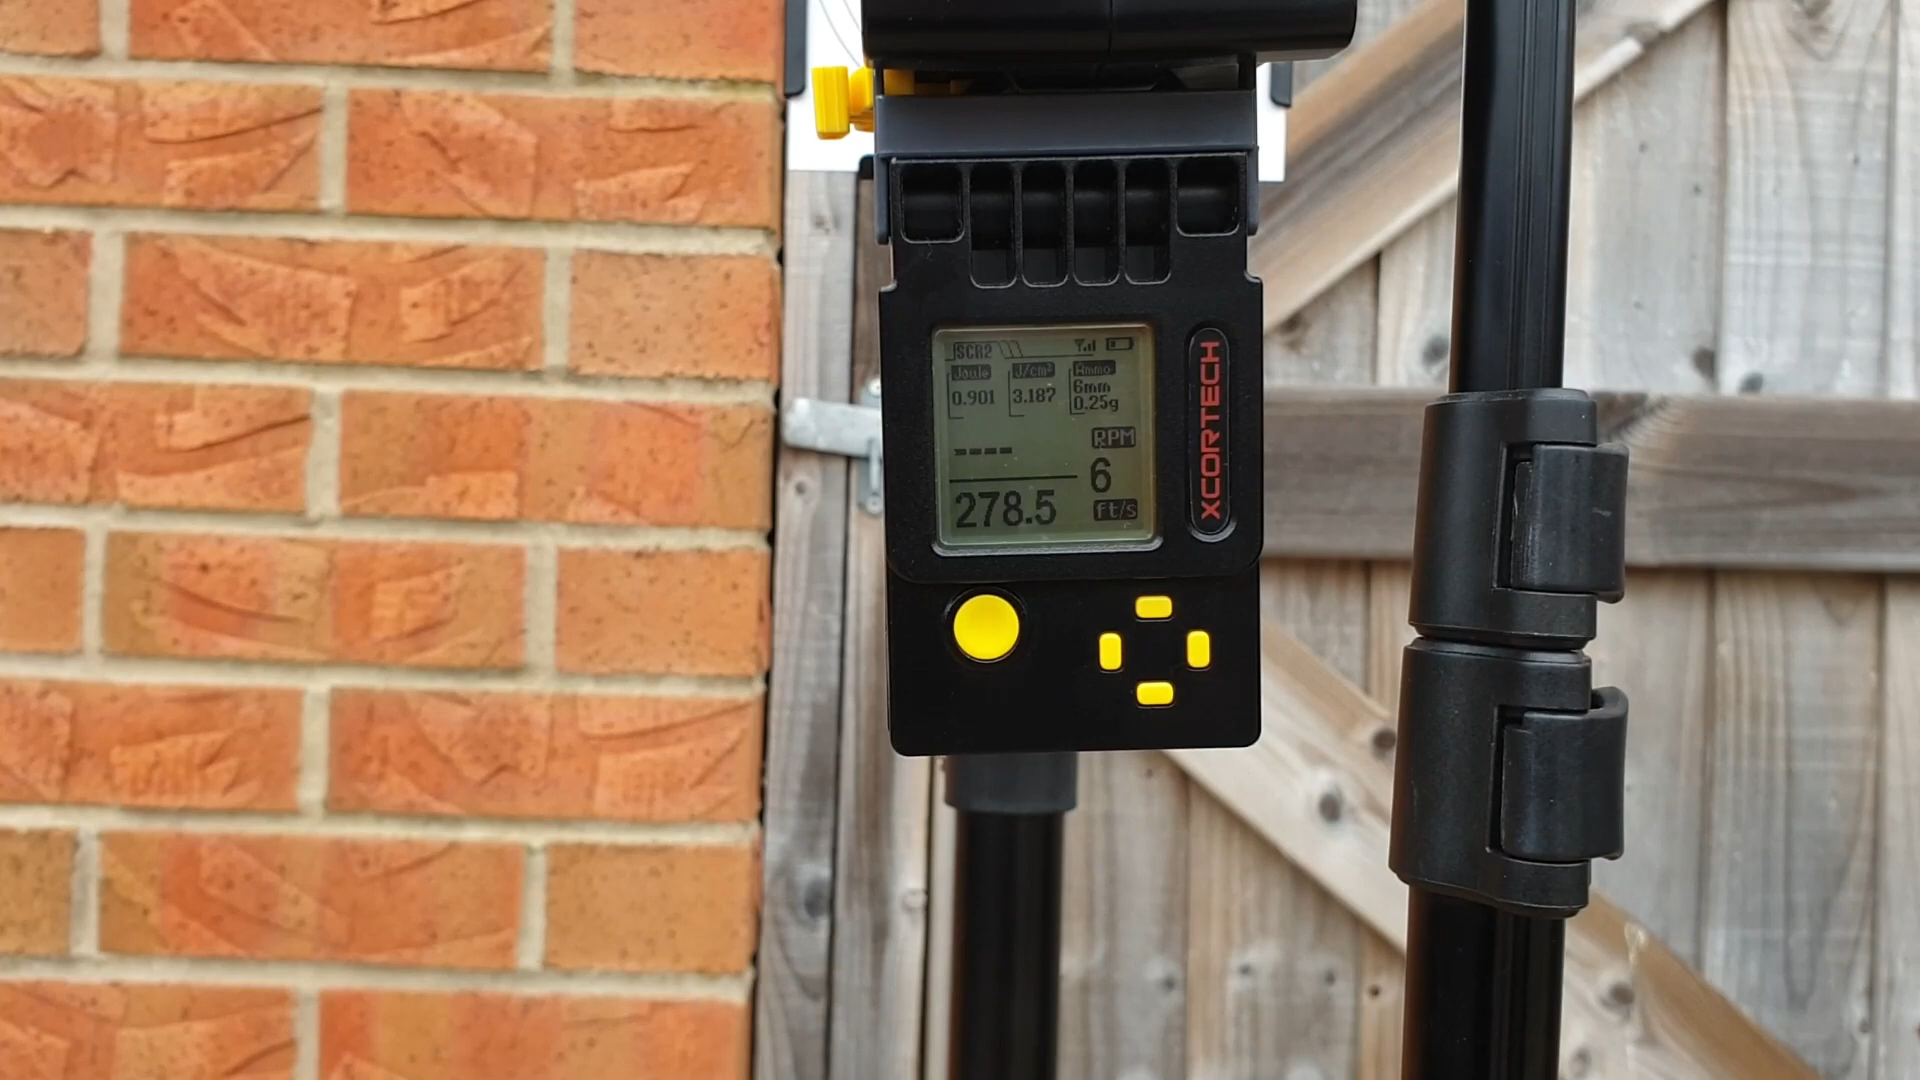 SCR2
Joule J/cm² Ammo
0.901 3.187 6mm
0.25g
---- RPM
6
278.5 ft/s
XCORTECH